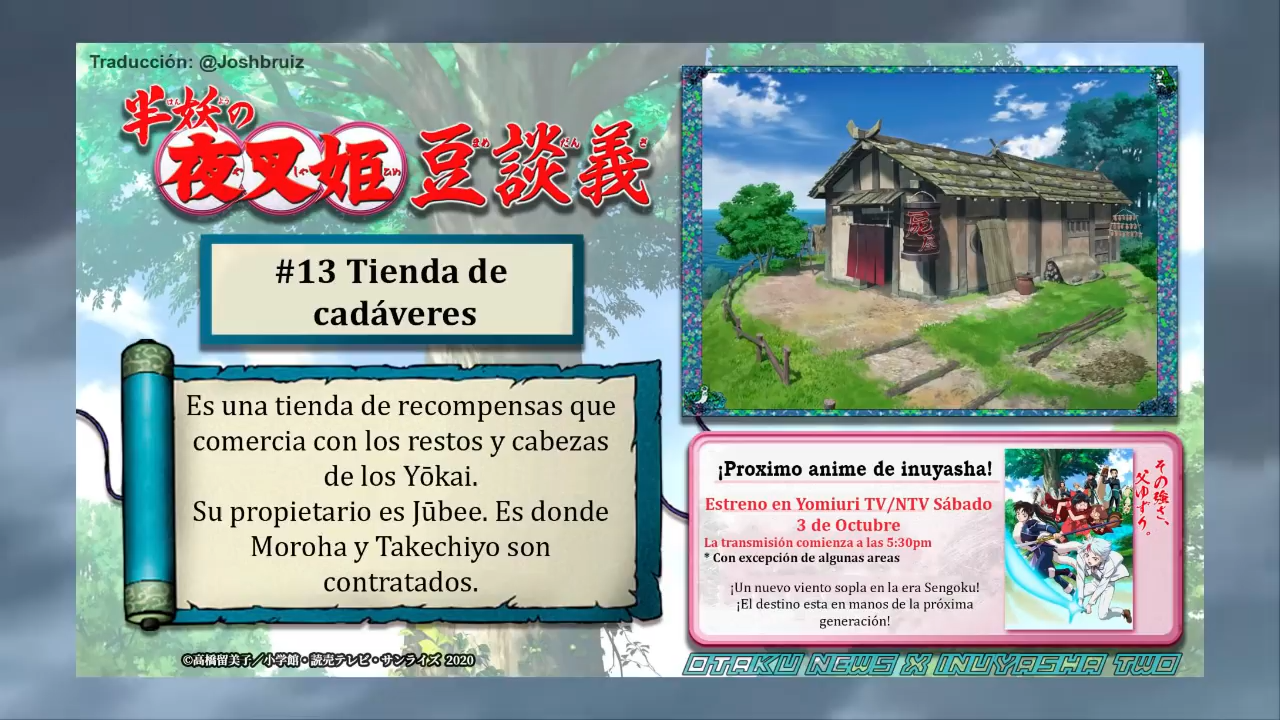 Traducción: @Joshbruiz
半妖の
夜叉姫 豆談義
#13 Tienda de
cadáveres
Es una tienda de recompensas que
comercia con los restos y cabezas
de los Yōkai.
Su propietario es Jūbee. Es donde
Moroha y Takechiyo son
contratados.
©高橋留美子／小学館・読売テレビ・サンライズ 2020
屍屋
¡Proximo anime de inuyasha!
Estreno en Yomiuri TV/NTV Sábado
3 de Octubre
La transmisión comienza a las 5:30pm
* Con excepción de algunas areas
¡Un nuevo viento sopla en la era Sengoku!
¡El destino esta en manos de la próxima
generación!
その強さ、
父ゆずり。
OTAKU NEWS X INUYASHA TWO